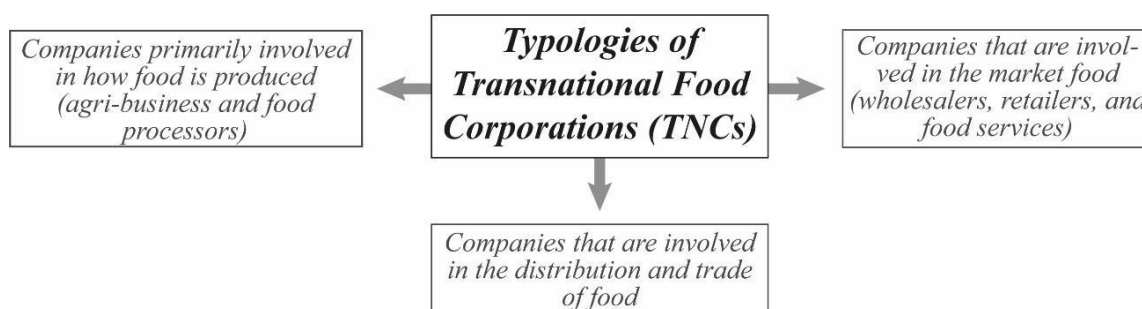 Companies primarily involved
in how food is produced
(agri-business and food
processors)
Typologies of
Transnational Food
Corporations (TNCs)
Companies that are invol-
ved in the market food
(wholesalers, retailers, and
food services)
Companies that are involved
in the distribution and trade
of food